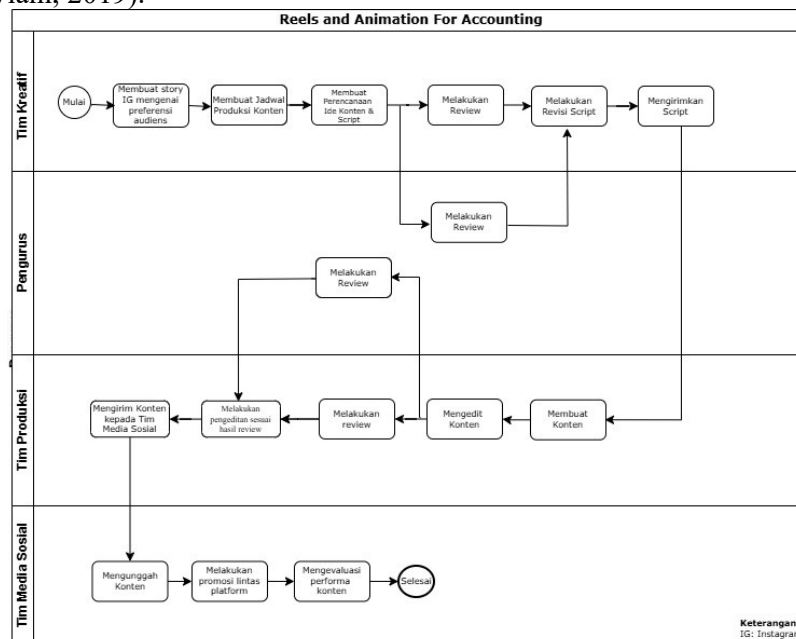 2019).
Reels and Animation For Accounting
Tim Kreatif
Mulai
Membuat story
IG mengenai
preferensi
audiens
Membuat Jadwal
Produksi Konten
Membuat
Perencanaan
Ide Konten &
Script
Melakukan
Review
Melakukan
Revisi Script
Mengirimkan
Script
Pengurus
Melakukan
Review
Melakukan
Review
Tim Produksi
Mengirim Konten
kepada Tim
Media Sosial
Melakukan
pengeditan sesuai
hasil review
Melakukan
review
Mengedit
Konten
Membuat
Konten
Tim Media Sosial
Mengunggah
Konten
Melakukan
promosi lintas
platform
Mengevaluasi
performa
konten
Selesai
Keterangan
IG: Instagram